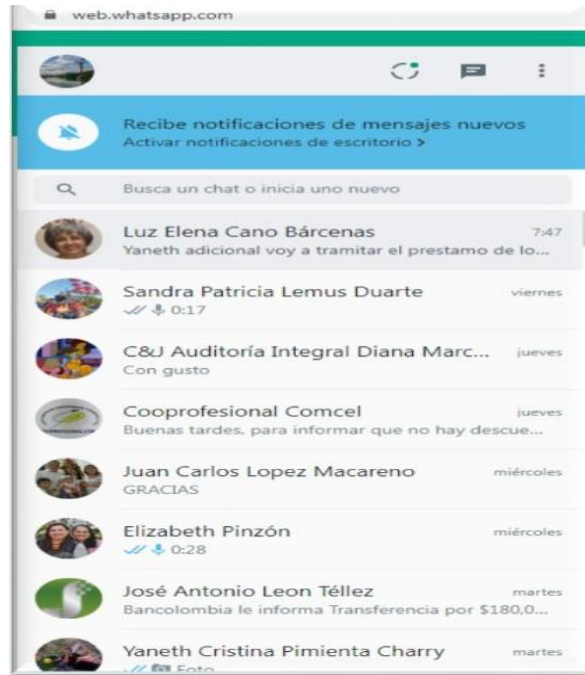 web.whatsapp.com
Recibe notificaciones de mensajes nuevos
Activar notificaciones de escritorio >
Busca un chat o inicia uno nuevo
Luz Elena Cano Bárcenas 7:47
Yaneth adicional voy a tramitar el prestamo de lo...
Sandra Patricia Lemus Duarte viernes
0:17
C&J Auditoría Integral Diana Marc... jueves
Con gusto
Cooprofesional Comcel jueves
Buenas tardes, para informar que no hay descue...
Juan Carlos Lopez Macareno miércoles
GRACIAS
Elizabeth Pinzón miércoles
0:28
José Antonio Leon Téllez martes
Bancolombia le informa Transferencia por $180,0...
Yaneth Cristina Pimienta Charry martes
Foto